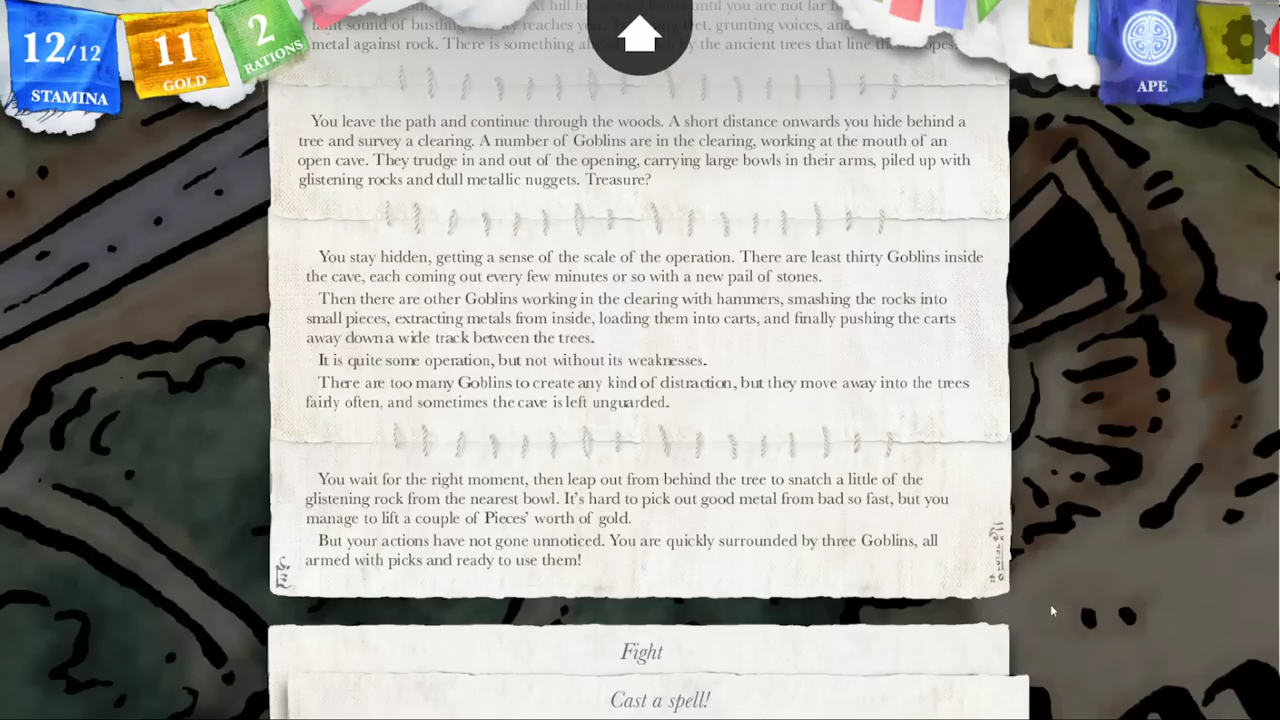 12/12
STAMINA
11
GOLD
2
RATIONS
APE
metal against rock. There is something
You leave the path and continue through the woods. A short distance onwards you hide behind a
tree and survey a clearing. A number of Goblins are in the clearing, working at the mouth of an
open cave. They trudge in and out of the opening, carrying large bowls in their arms, piled up with
glistening rocks and dull metallic nuggets. Treasure?
You stay hidden, getting a sense of the scale of the operation. There are least thirty Goblins inside
the cave, each coming out every few minutes or so with a new pail of stones.
Then there are other Goblins working in the clearing with hammers, smashing the rocks into
small pieces, extracting metals from inside, loading them into carts, and finally pushing the carts
away down a wide track between the trees.
It is quite some operation, but not without its weaknesses.
There are too many Goblins to create any kind of distraction, but they move away into the trees
fairly often, and sometimes the cave is left unguarded.
You wait for the right moment, then leap out from behind the tree to snatch a little of the
glistening rock from the nearest bowl. It's hard to pick out good metal from bad so fast, but you
manage to lift a couple of Pieces' worth of gold.
But your actions have not gone unnoticed. You are quickly surrounded by three Goblins, all
armed with picks and ready to use them!
Fight
Cast a spell!